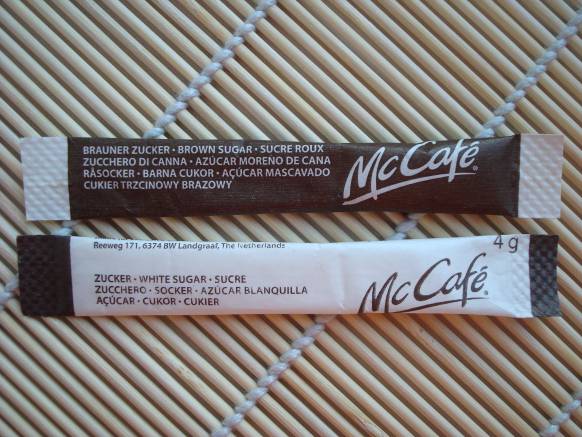 BRAUNER ZUCKER • BROWN SUGAR • SUCRE ROUX
ZUCCHERO DI CANNA • AZÚCAR MORENO DE CANA
RÅSOCKER • BARNA CUKOR • AÇUCAR MASCAVADO
CUKIER TRZCINOWY BRAZOWY
McCafé®
Reeweg 171, 6374 BW Landgraaf, The Netherlands
4 g
ZUCKER • WHITE SUGAR • SUCRE
ZUCCHERO • SOCKER • AZÚCAR BLANQUILLA
AÇÚCAR • CUKOR • CUKIER
McCafé®